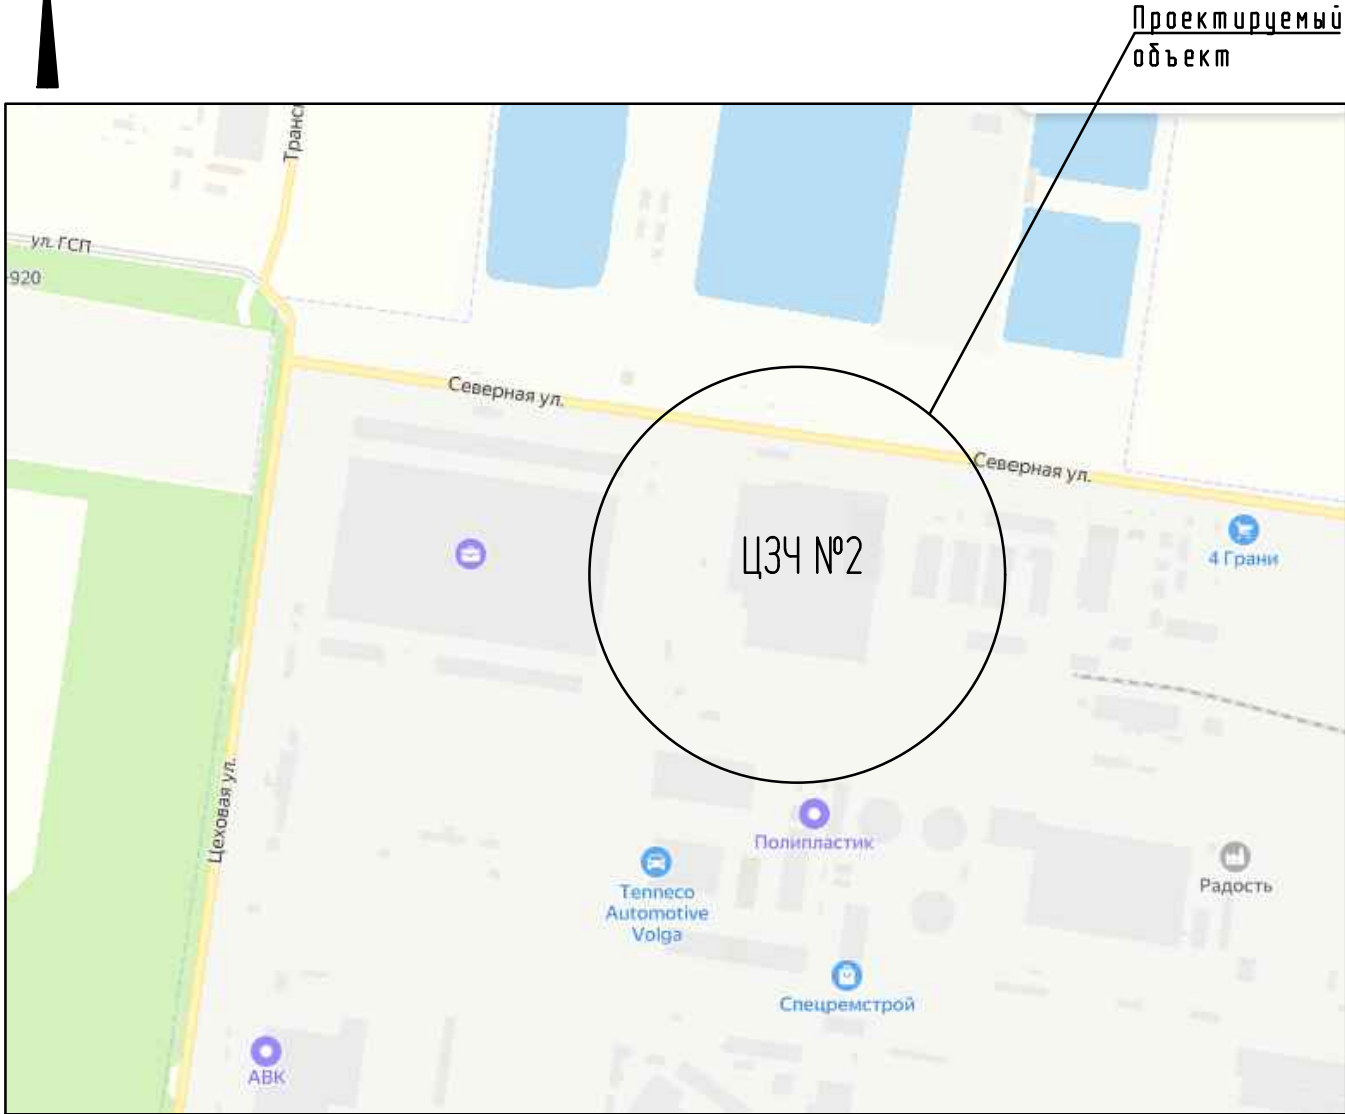 Проектируемый
объект
Трансп
ул. ГСП
-920
Северная ул.
Северная ул.
4 Грани
ЦЗЧ №2
Цеховая ул.
Полипластик
Tenneco
Automotive
Volga
Радость
Спецремстрой
АВК